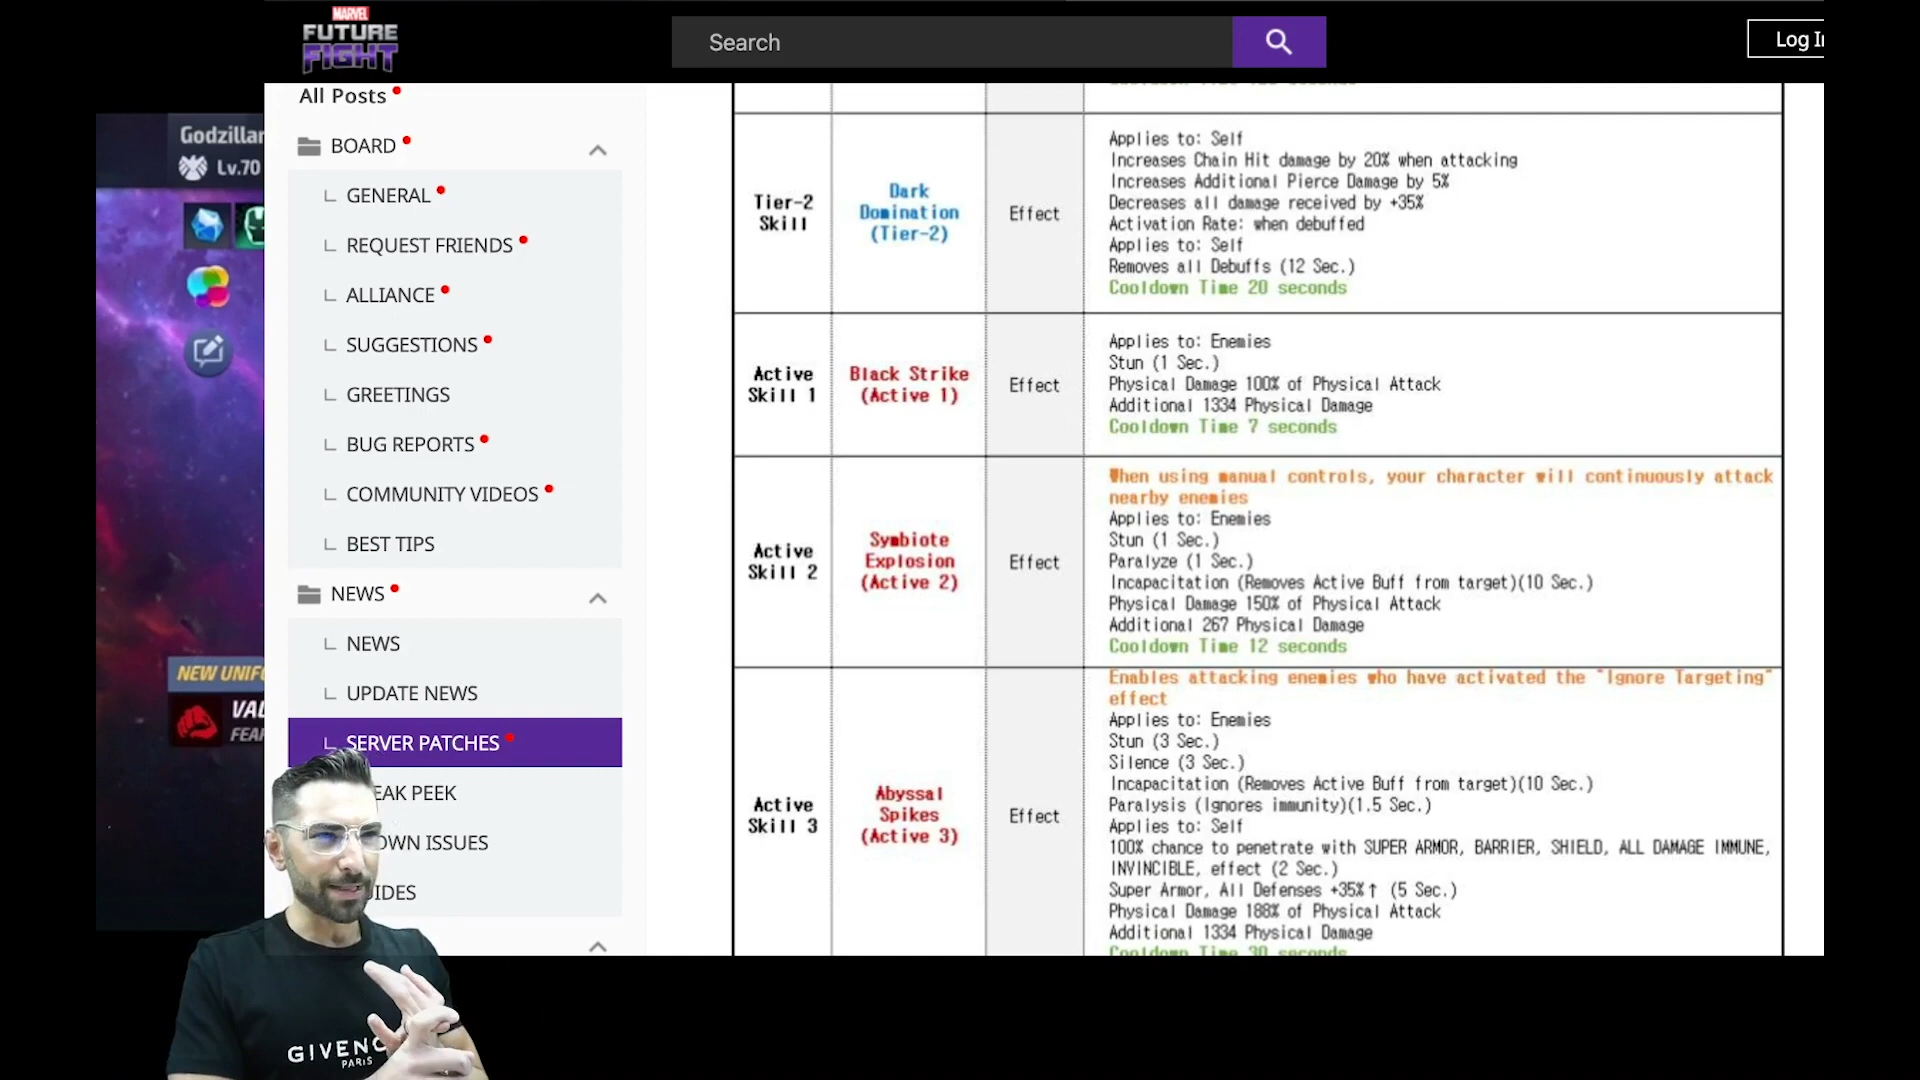 MARVEL
FUTURE
FIGHT
Search
Log In
All Posts
BOARD
GENERAL
REQUEST FRIENDS
ALLIANCE
SUGGESTIONS
GREETINGS
BUG REPORTS
COMMUNITY VIDEOS
BEST TIPS
NEWS
NEWS
UPDATE NEWS
SERVER PATCHES
EAK PEEK
OWN ISSUES
IDES
Godzillar
Lv.70
NEW UNIF
VAL
FEAR
GIVENC
PARIS
Tier-2
Skill
Dark
Domination
(Tier-2)
Effect
Applies to: Self
Increases Chain Hit damage by 20% when attacking
Increases Additional Pierce Damage by 5%
Decreases all damage received by +35%
Activation Rate: when debuffed
Applies to: Self
Removes all Debuffs (12 Sec.)
Cooldown Time 20 seconds
Active
Skill 1
Black Strike
(Active 1)
Effect
Applies to: Enemies
Stun (1 Sec.)
Physical Damage 100% of Physical Attack
Additional 1334 Physical Damage
Cooldown Time 7 seconds
Active
Skill 2
Symbiote
Explosion
(Active 2)
Effect
When using manual controls, your character will continuously attack
nearby enemies
Applies to: Enemies
Stun (1 Sec.)
Paralyze (1 Sec.)
Incapacitation (Removes Active Buff from target)(10 Sec.)
Physical Damage 150% of Physical Attack
Additional 267 Physical Damage
Cooldown Time 12 seconds
Active
Skill 3
Abyssal
Spikes
(Active 3)
Effect
Enables attacking enemies who have activated the "Ignore Targeting"
effect
Applies to: Enemies
Stun (3 Sec.)
Silence (3 Sec.)
Incapacitation (Removes Active Buff from target)(10 Sec.)
Paralysis (Ignores immunity)(1.5 Sec.)
Applies to: Self
100% chance to penetrate with SUPER ARMOR, BARRIER, SHIELD, ALL DAMAGE IMMUNE,
INVINCIBLE, effect (2 Sec.)
Super Armor, All Defenses +35%↑ (5 Sec.)
Physical Damage 188% of Physical Attack
Additional 1334 Physical Damage
Cooldown Time 30 seconds